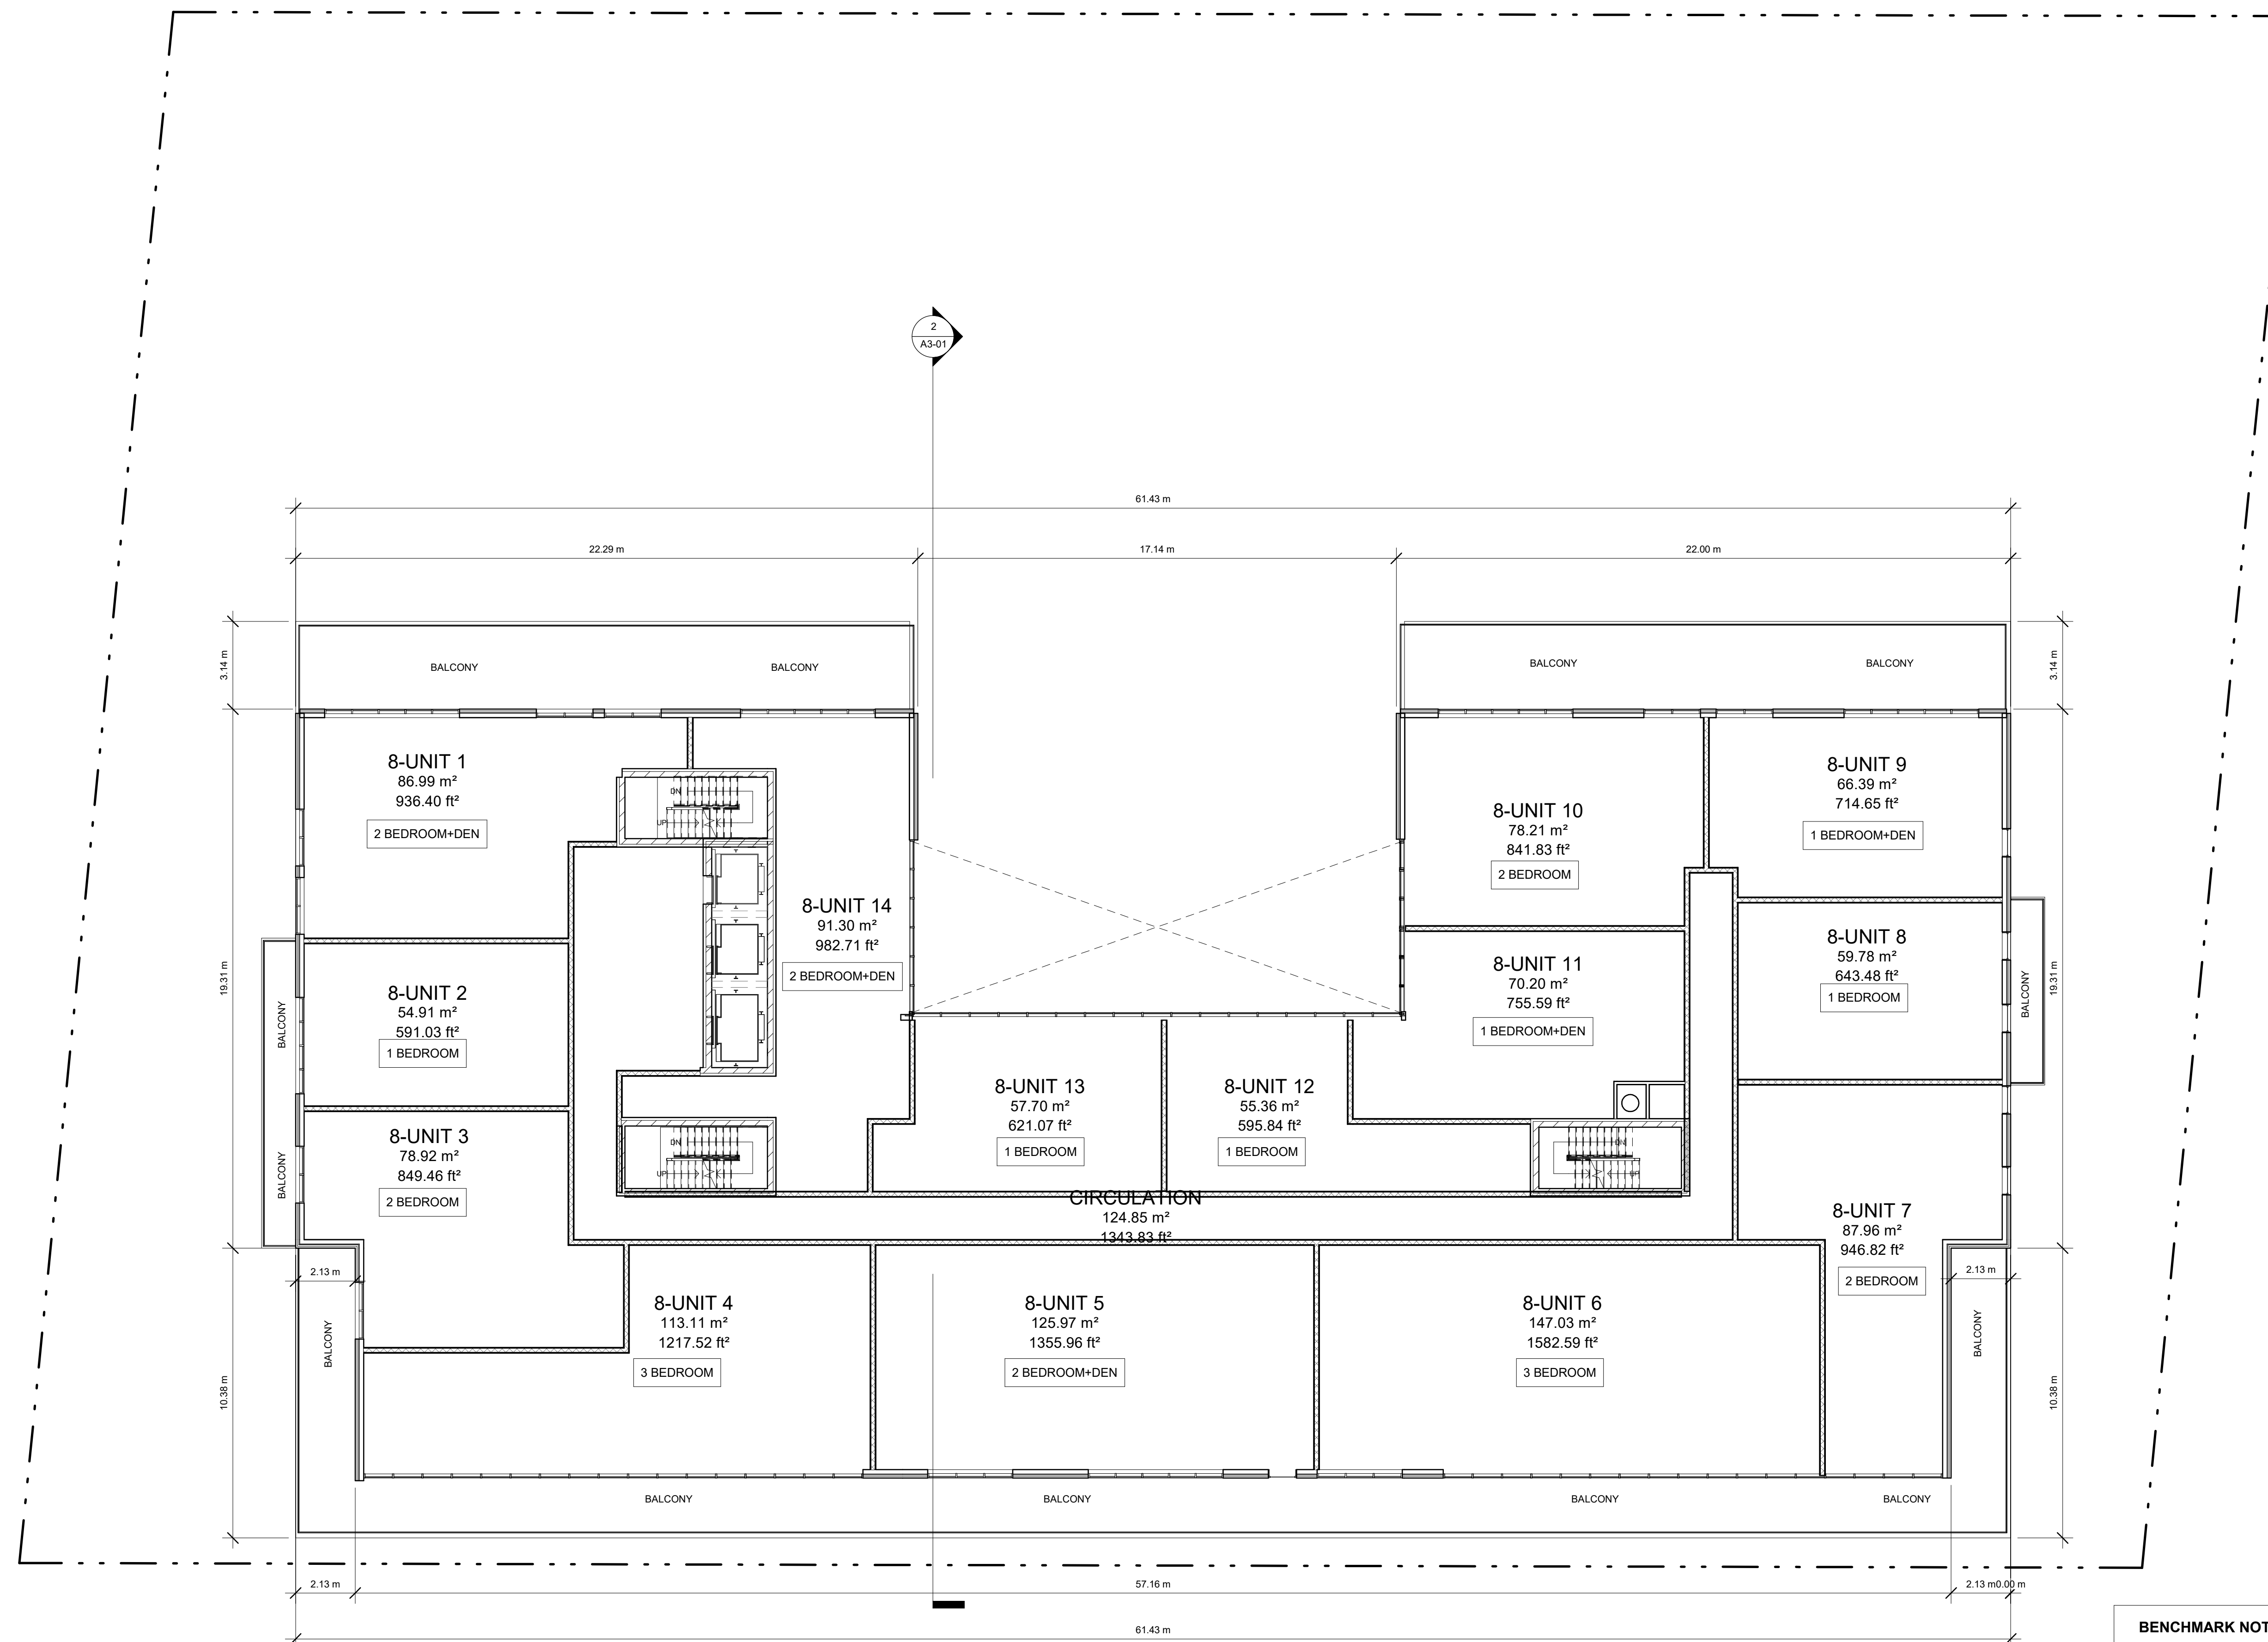 2
A3-01
61.43 m
22.29 m
17.14 m
22.00 m
3.14 m
BALCONY
BALCONY
BALCONY
BALCONY
3.14 m
8-UNIT 1
86.99 m²
936.40 ft²
2 BEDROOM+DEN
DN
UP
8-UNIT 14
91.30 m²
982.71 ft²
2 BEDROOM+DEN
8-UNIT 10
78.21 m²
841.83 ft²
2 BEDROOM
8-UNIT 9
66.39 m²
714.65 ft²
1 BEDROOM+DEN
19.31 m
BALCONY
8-UNIT 2
54.91 m²
591.03 ft²
1 BEDROOM
8-UNIT 11
70.20 m²
755.59 ft²
1 BEDROOM+DEN
8-UNIT 8
59.78 m²
643.48 ft²
1 BEDROOM
BALCONY
19.31 m
BALCONY
8-UNIT 3
78.92 m²
849.46 ft²
2 BEDROOM
DN
UP
8-UNIT 13
57.70 m²
621.07 ft²
1 BEDROOM
8-UNIT 12
55.36 m²
595.84 ft²
1 BEDROOM
DN
UP
CIRCULATION
124.85 m²
1343.83 ft²
8-UNIT 7
87.96 m²
946.82 ft²
2 BEDROOM
2.13 m
2.13 m
10.38 m
BALCONY
8-UNIT 4
113.11 m²
1217.52 ft²
3 BEDROOM
8-UNIT 5
125.97 m²
1355.96 ft²
2 BEDROOM+DEN
8-UNIT 6
147.03 m²
1582.59 ft²
3 BEDROOM
BALCONY
10.38 m
BALCONY
BALCONY
BALCONY
BALCONY
2.13 m
57.16 m
2.13 m0.00 m
61.43 m
BENCHMARK NOT